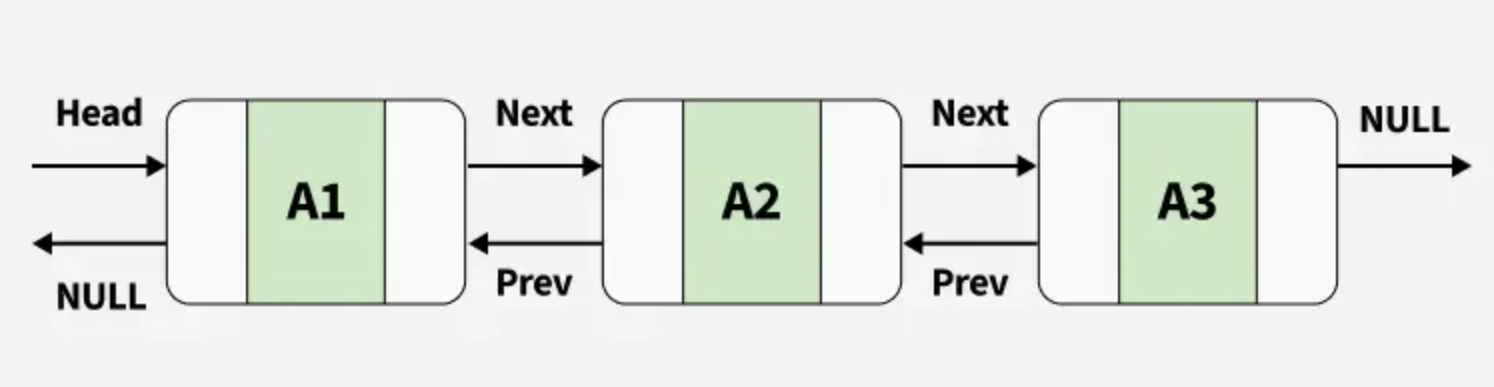 Head
Next
Next
NULL
A1
A2
A3
NULL
Prev
Prev